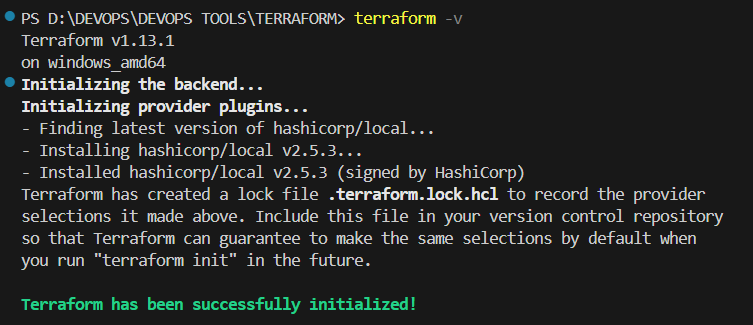 PS D:\DEVOPS\DEVOPS TOOLS\TERRAFORM> terraform -v
Terraform v1.13.1
on windows_amd64
Initializing the backend...
Initializing provider plugins...
- Finding latest version of hashicorp/local...
- Installing hashicorp/local v2.5.3...
- Installed hashicorp/local v2.5.3 (signed by HashiCorp)
Terraform has created a lock file .terraform.lock.hcl to record the provider
selections it made above. Include this file in your version control repository
so that Terraform can guarantee to make the same selections by default when
you run "terraform init" in the future.
Terraform has been successfully initialized!